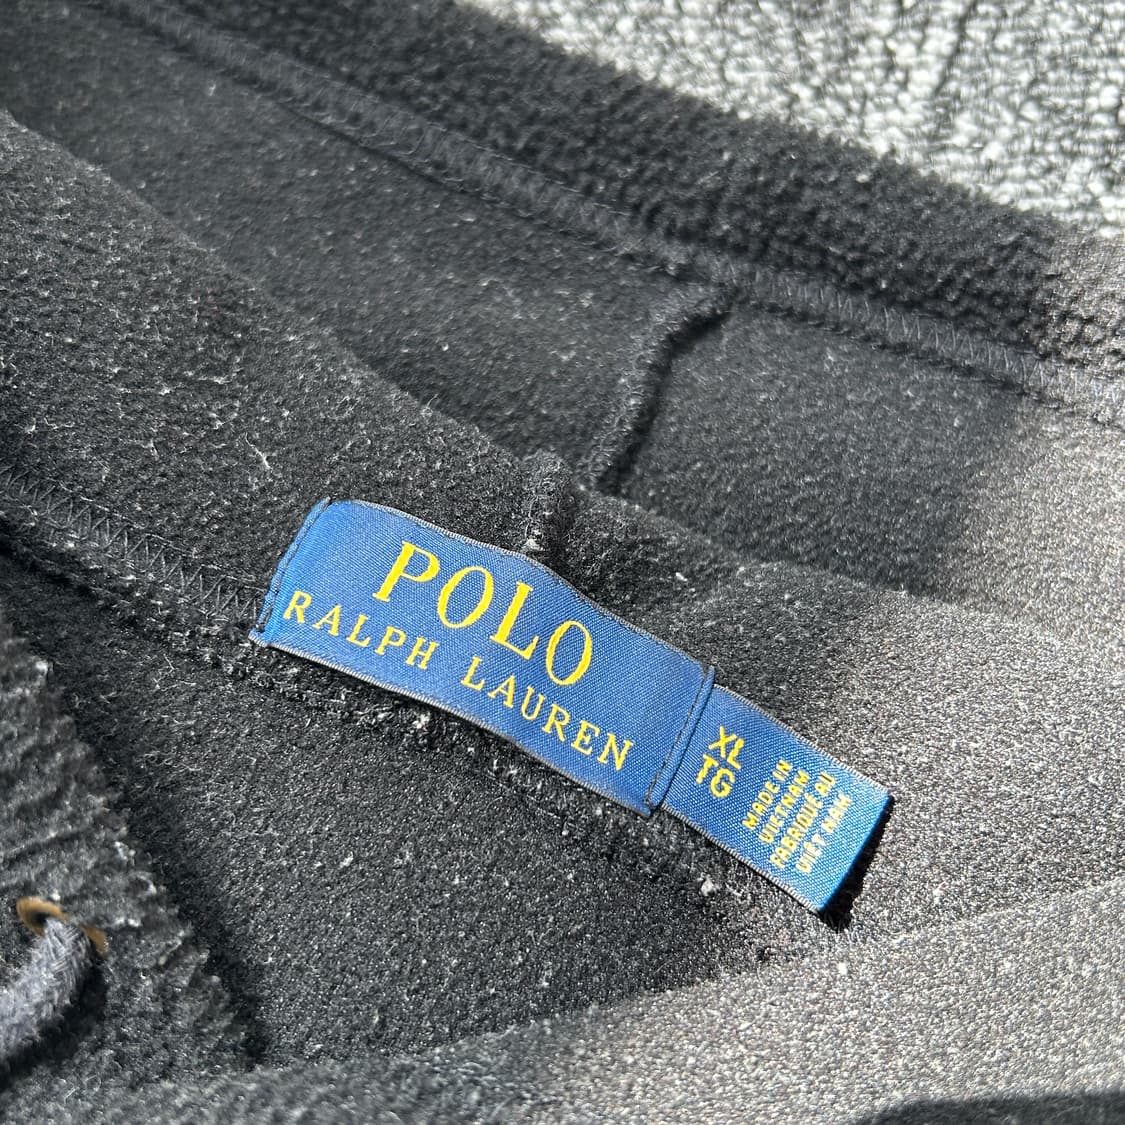 POLO
RALPH LAUREN
XL
TG
MADE IN
VIETNAM
FABRIQUÉ AU
VIET NAM